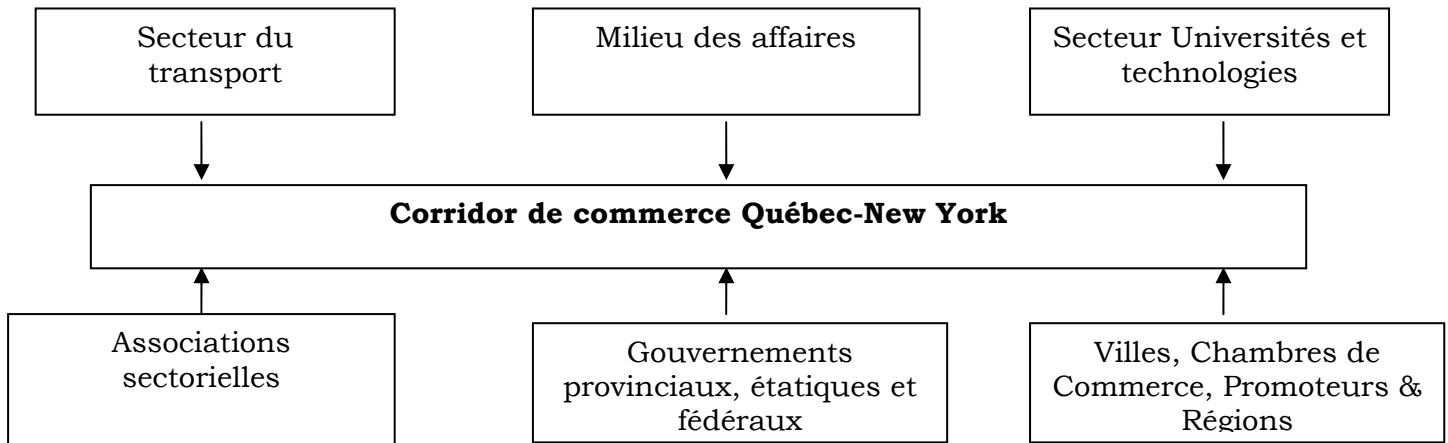 Secteur du
transport
Milieu des affaires
Secteur Universités et
technologies
Corridor de commerce Québec-New York
Associations
sectorielles
Gouvernements
provinciaux, étatiques et
fédéraux
Villes, Chambres de
Commerce, Promoteurs &
Régions